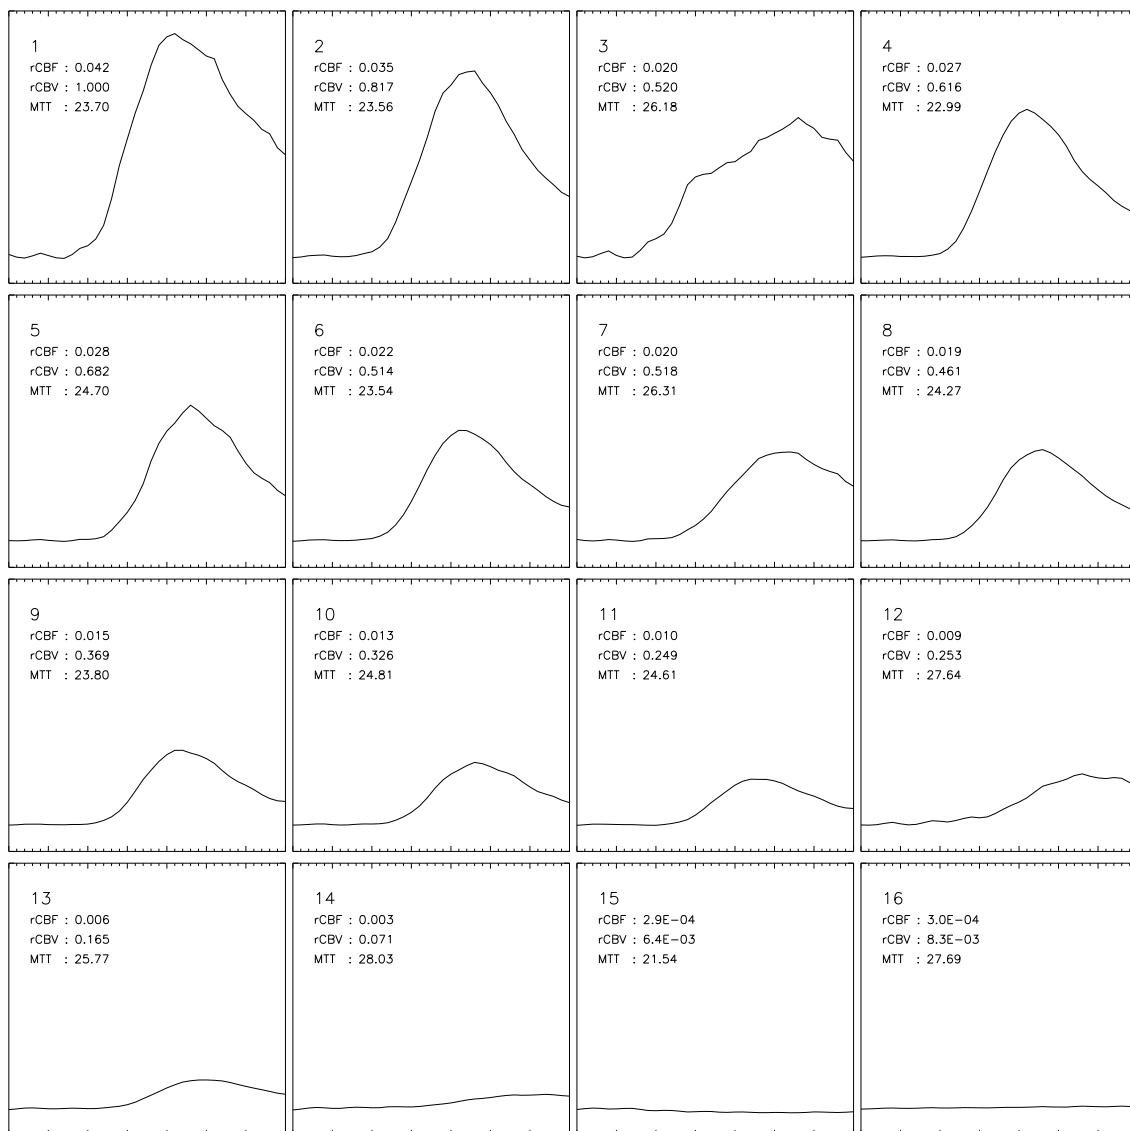 1
rCBF : 0.042
rCBV : 1.000
MTT : 23.70
2
rCBF : 0.035
rCBV : 0.817
MTT : 23.56
3
rCBF : 0.020
rCBV : 0.520
MTT : 26.18
4
rCBF : 0.027
rCBV : 0.616
MTT : 22.99
5
rCBF : 0.028
rCBV : 0.682
MTT : 24.70
6
rCBF : 0.022
rCBV : 0.514
MTT : 23.54
7
rCBF : 0.020
rCBV : 0.518
MTT : 26.31
8
rCBF : 0.019
rCBV : 0.461
MTT : 24.27
9
rCBF : 0.015
rCBV : 0.369
MTT : 23.80
10
rCBF : 0.013
rCBV : 0.326
MTT : 24.81
11
rCBF : 0.010
rCBV : 0.249
MTT : 24.61
12
rCBF : 0.009
rCBV : 0.253
MTT : 27.64
13
rCBF : 0.006
rCBV : 0.165
MTT : 25.77
14
rCBF : 0.003
rCBV : 0.071
MTT : 28.03
15
rCBF : 2.9E−04
rCBV : 6.4E−03
MTT : 21.54
16
rCBF : 3.0E−04
rCBV : 8.3E−03
MTT : 27.69